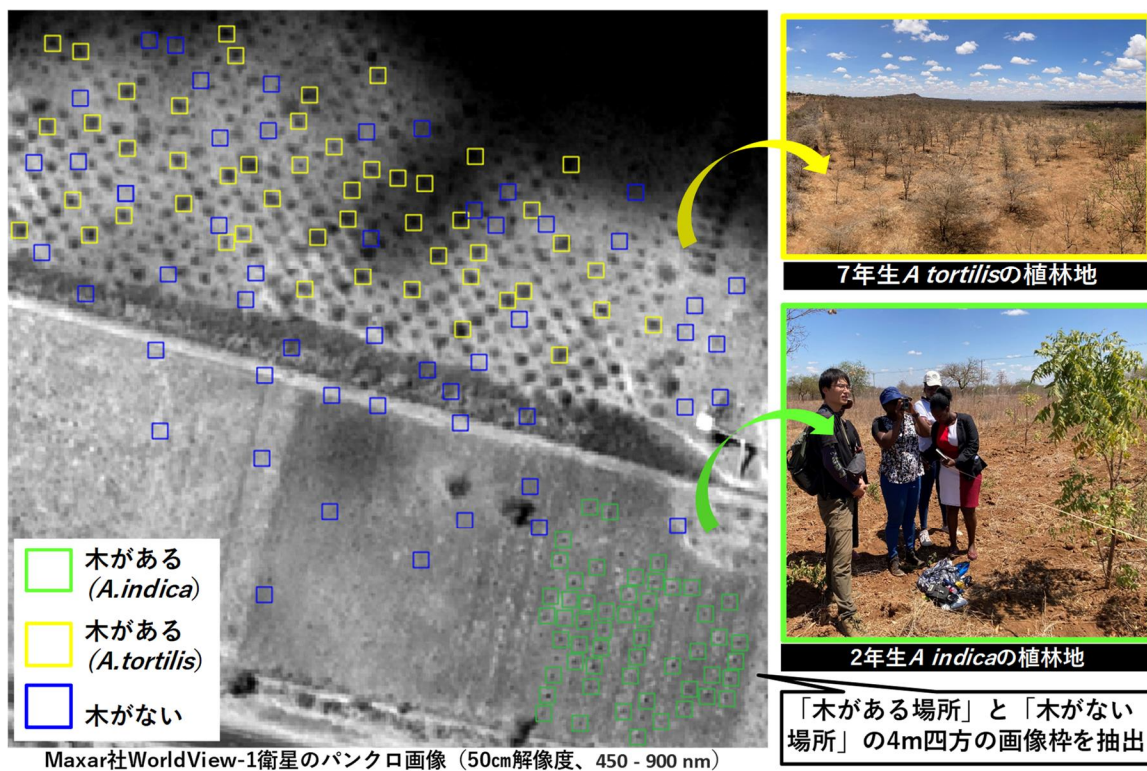 木がある
(A.indica)
木がある
(A.tortilis)
木がない
Maxar社WorldView-1衛星のパンクロ画像（50㎝解像度、450 - 900 nm）
7年生A tortilisの植林地
2年生A indicaの植林地
「木がある場所」と「木がない
場所」の4m四方の画像枠を抽出